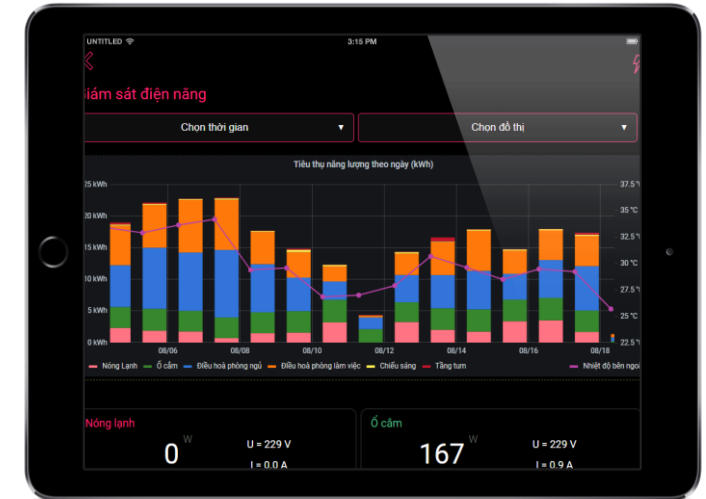 UNTITLED 3:15 PM
iám sát điện năng
Chọn thời gian ▼ Chọn đồ thị ▼
Tiêu thụ năng lượng theo ngày (kWh)
25 kWh 37.5 °
20 kWh 35 °C
15 kWh 32.5 °
10 kWh 30 °C
5 kWh 27.5 °
0 kWh 25 °C
22.5 °
08/06 08/08 08/10 08/12 08/14 08/16 08/18
Nóng Lạnh Ổ cắm Điều hoà phòng ngủ Điều hoà phòng làm việc Chiếu sáng Tầng tum Nhiệt độ bên ngoà
Nóng lạnh Ổ cắm
0 W U = 229 V 167 W U = 229 V
I = 0.0 A I = 0.9 A